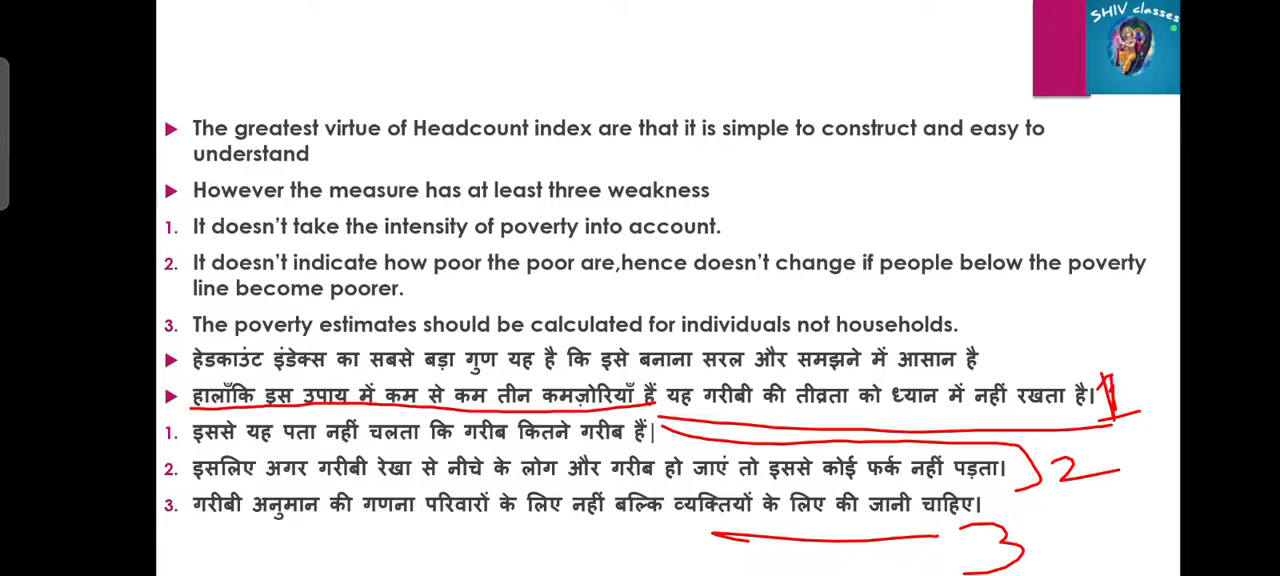 SHIV classes
The greatest virtue of Headcount index are that it is simple to construct and easy to
understand
However the measure has at least three weakness
1. It doesn't take the intensity of poverty into account.
2. It doesn't indicate how poor the poor are,hence doesn't change if people below the poverty
line become poorer.
3. The poverty estimates should be calculated for individuals not households.
हेडकाउंट इंडेक्स का सबसे बड़ा गुण यह है कि इसे बनाना सरल और समझने में आसान है
हालाँकि इस उपाय में कम से कम तीन कमज़ोरियाँ हैं यह गरीबी की तीव्रता को ध्यान में नहीं रखता है। 1
1. इससे यह पता नहीं चलता कि गरीब कितने गरीब हैं|
2. इसलिए अगर गरीबी रेखा से नीचे के लोग और गरीब हो जाएं तो इससे कोई फर्क नहीं पड़ता। 2
3. गरीबी अनुमान की गणना परिवारों के लिए नहीं बल्कि व्यक्तियों के लिए की जानी चाहिए।
3